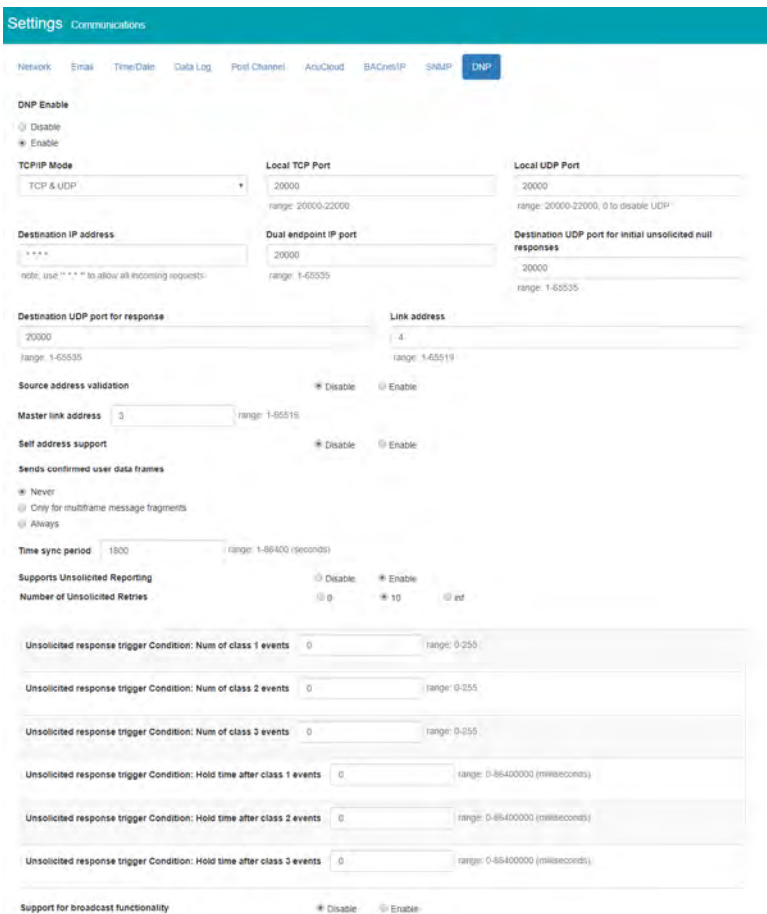 Settings Communications
Network Email Time/Date Data Log Post Channel AcuCloud BACnet/IP SNMP DNP
DNP Enable
Disable
Enable
TCP/IP Mode Local TCP Port Local UDP Port
TCP & UDP 20000 20000
range: 20000-22000 range: 20000-22000, 0 to disable UDP
Destination IP address Dual endpoint IP port Destination UDP port for initial unsolicited null
responses
*.*.*.* 20000
20000
note: use "*.*.*.*" to allow all incoming requests range: 1-65535
range: 1-65535
Destination UDP port for response Link address
20000 4
range: 1-65535 range: 1-65519
Source address validation Disable Enable
Master link address 3 range: 1-65519
Self address support Disable Enable
Sends confirmed user data frames
Never
Only for multiframe message fragments
Always
Time sync period 1800 range: 1-86400 (seconds)
Supports Unsolicited Reporting Disable Enable
Number of Unsolicited Retries 0 10 inf
Unsolicited response trigger Condition: Num of class 1 events 0 range: 0-255
Unsolicited response trigger Condition: Num of class 2 events 0 range: 0-255
Unsolicited response trigger Condition: Num of class 3 events 0 range: 0-255
Unsolicited response trigger Condition: Hold time after class 1 events 0 range: 0-86400000 (miliseconds)
Unsolicited response trigger Condition: Hold time after class 2 events 0 range: 0-86400000 (miliseconds)
Unsolicited response trigger Condition: Hold time after class 3 events 0 range: 0-86400000 (miliseconds)
Support for broadcast functionality Disable Enable